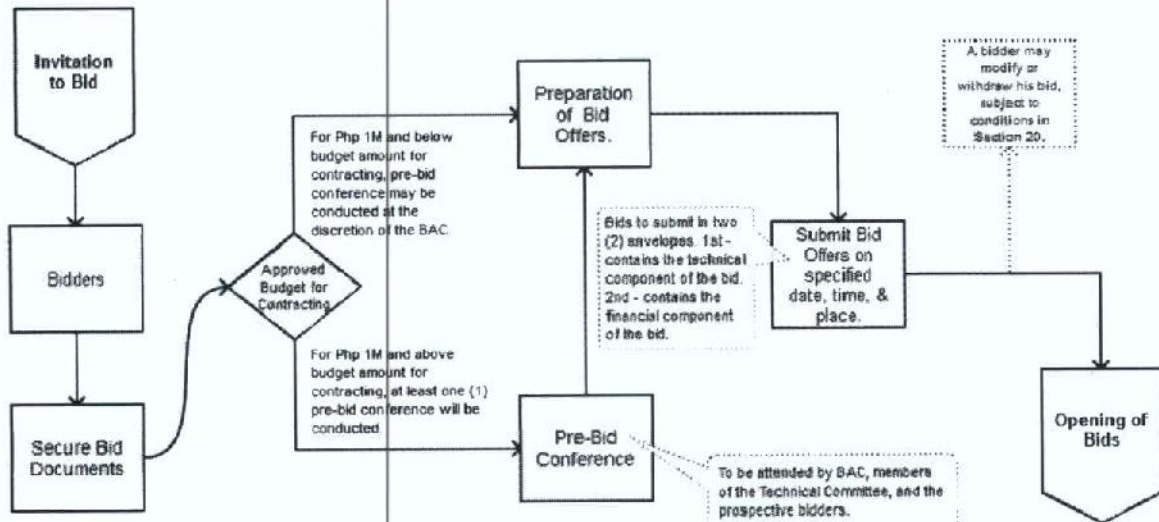 Invitation
to Bid
Bidders
Secure Bid
Documents
Approved
Budget for
Contracting
For Php 1M and below
budget amount for
contracting, pre-bid
conference may be
conducted at the
discretion of the BAC.
For Php 1M and above
budget amount for
contracting, at least one (1)
pre-bid conference will be
conducted.
Preparation
of Bid
Offers.
Pre-Bid
Conference
To be attended by BAC, members
of the Technical Committee, and the
prospective bidders.
Bids to submit in two
(2) envelopes. 1st -
contains the technical
component of the bid.
2nd - contains the
financial component
of the bid.
Submit Bid
Offers on
specified
date, time, &
place.
A bidder may
modify or
withdraw his bid,
subject to
conditions in
Section 20.
Opening of
Bids